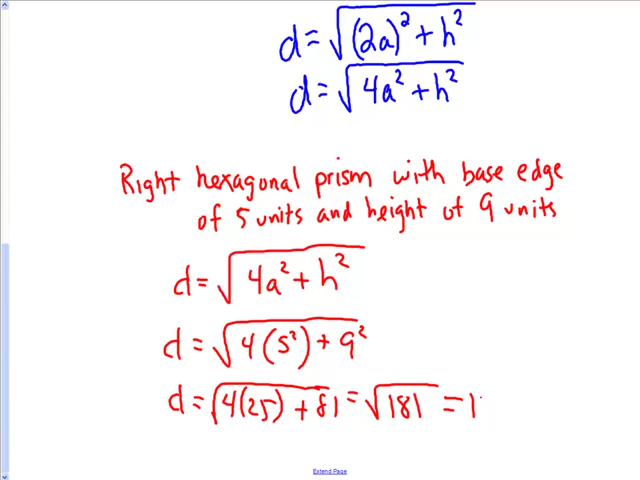 d = √((2a)² + h²)
d = √(4a² + h²)
Right hexagonal prism with base edge
of 5 units and height of 9 units
d = √(4a² + h²)
d = √(4(5²) + 9²)
d = √(4(25) + 81) = √181 = 1
Extend Page